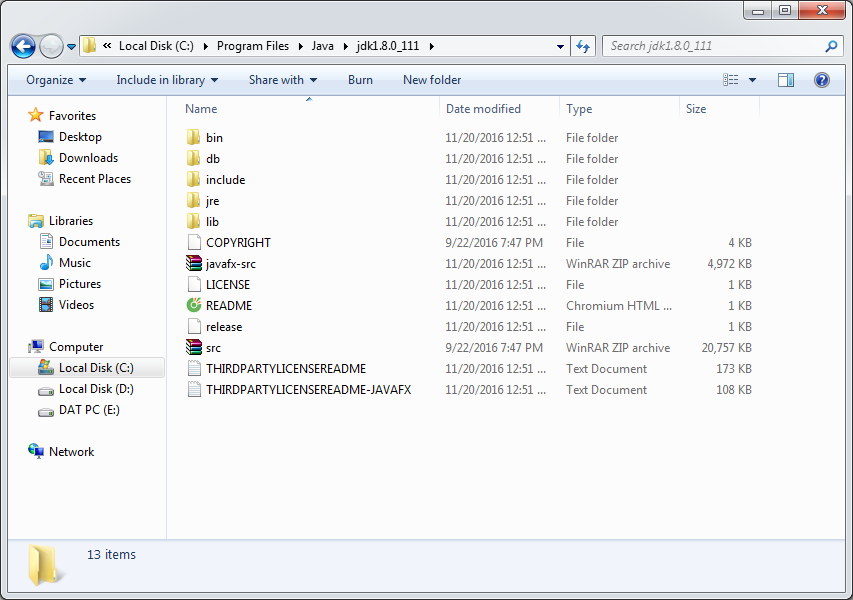 « Local Disk (C:) Program Files Java jdk1.8.0_111 Search jdk1.8.0_111
Organize Include in library Share with Burn New folder
Favorites
Desktop
Downloads
Recent Places
Libraries
Documents
Music
Pictures
Videos
Computer
Local Disk (C:)
Local Disk (D:)
DAT PC (E:)
Network
Name Date modified Type Size
bin 11/20/2016 12:51 ... File folder
db 11/20/2016 12:51 ... File folder
include 11/20/2016 12:51 ... File folder
jre 11/20/2016 12:51 ... File folder
lib 11/20/2016 12:51 ... File folder
COPYRIGHT 9/22/2016 7:47 PM File 4 KB
javafx-src 11/20/2016 12:51 ... WinRAR ZIP archive 4,972 KB
LICENSE 11/20/2016 12:51 ... File 1 KB
README 11/20/2016 12:51 ... Chromium HTML ... 1 KB
release 11/20/2016 12:51 ... File 1 KB
src 9/22/2016 7:47 PM WinRAR ZIP archive 20,757 KB
THIRDPARTYLICENSEREADME 11/20/2016 12:51 ... Text Document 173 KB
THIRDPARTYLICENSEREADME-JAVAFX 11/20/2016 12:51 ... Text Document 108 KB
13 items